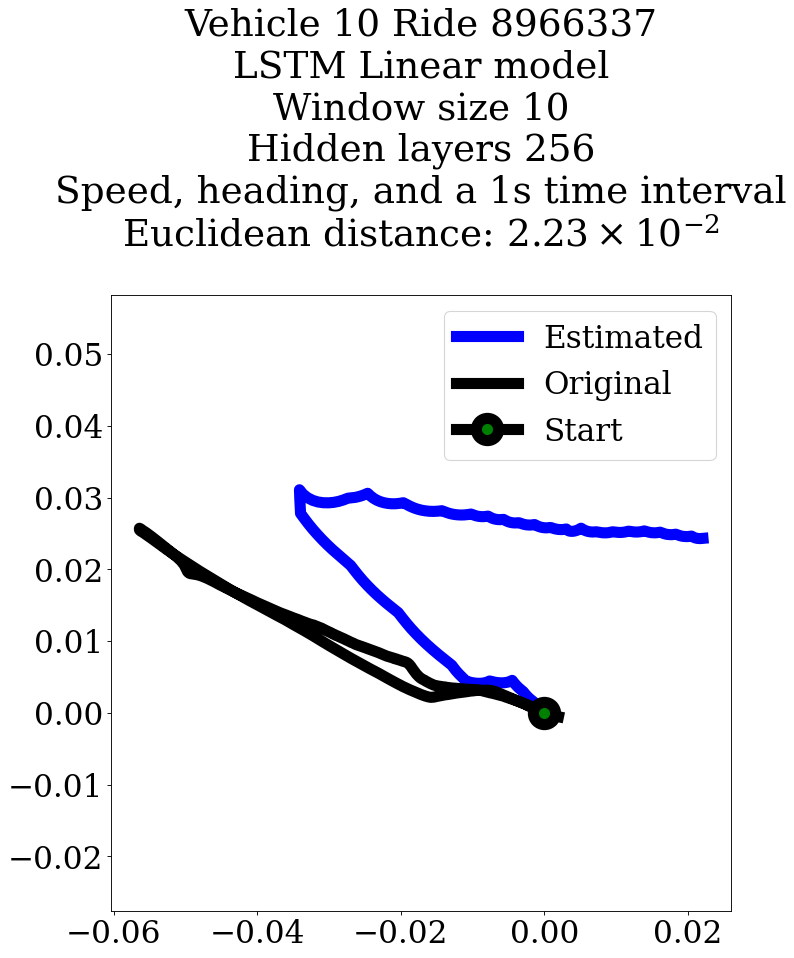 Vehicle 10 Ride 8966337
LSTM Linear model
Window size 10
Hidden layers 256
Speed, heading, and a 1s time interval
Euclidean distance: 2.23 × 10⁻²
Estimated
Original
Start
0.05
0.04
0.03
0.02
0.01
0.00
−0.01
−0.02
−0.06 −0.04 −0.02 0.00 0.02